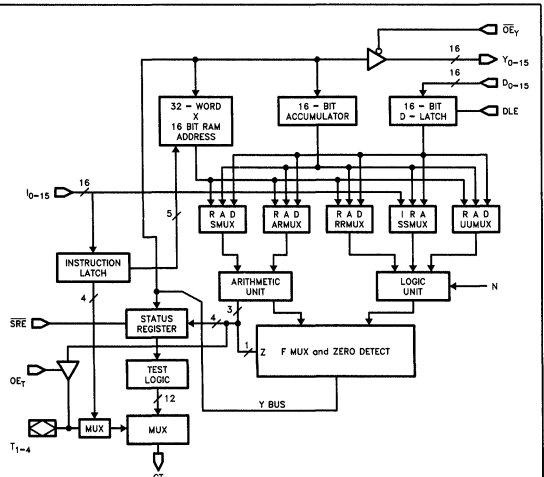 OE̅Y
16
Y0-15
16
D0-15
32 - WORD
X
16 BIT RAM
ADDRESS
16 - BIT
ACCUMULATOR
16 - BIT
D - LATCH
DLE
I0-15
16
5
R A D
SMUX
R A D
ARMUX
R A D
RRMUX
I R A
SSMUX
R A D
UUMUX
INSTRUCTION
LATCH
4
ARITHMETIC
UNIT
LOGIC
UNIT
N
3
SRE
STATUS
REGISTER
4
1
Z
F MUX and ZERO DETECT
OET
TEST
LOGIC
12
Y BUS
T1-4
MUX
MUX
CT